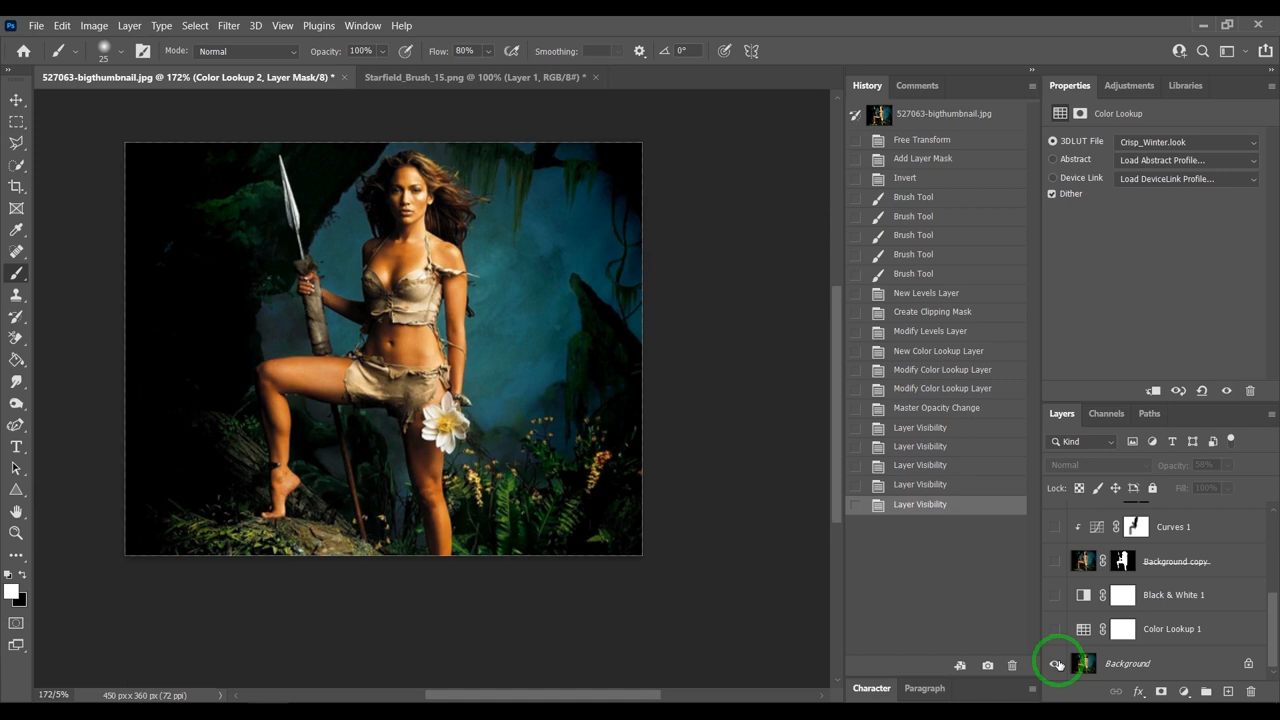 Ps File Edit Image Layer Type Select Filter 3D View Plugins Window Help
25 Mode: Normal Opacity: 100% Flow: 80% Smoothing: 0°
527063-bigthumbnail.jpg @ 172% (Color Lookup 2, Layer Mask/8) * × Starfield_Brush_15.png @ 100% (Layer 1, RGB/8#) * ×
History Comments
527063-bigthumbnail.jpg
Free Transform
Add Layer Mask
Invert
Brush Tool
Brush Tool
Brush Tool
Brush Tool
Brush Tool
New Levels Layer
Create Clipping Mask
Modify Levels Layer
New Color Lookup Layer
Modify Color Lookup Layer
Modify Color Lookup Layer
Master Opacity Change
Layer Visibility
Layer Visibility
Layer Visibility
Layer Visibility
Layer Visibility
Properties Adjustments Libraries
Color Lookup
3DLUT File Crisp_Winter.look
Abstract Load Abstract Profile...
Device Link Load DeviceLink Profile...
Dither
Layers Channels Paths
Kind
Normal Opacity: 58%
Lock: Fill: 100%
Curves 1
Background copy
Black & White 1
Color Lookup 1
Background
172/5% 450 px x 360 px (72 ppi)
Character Paragraph